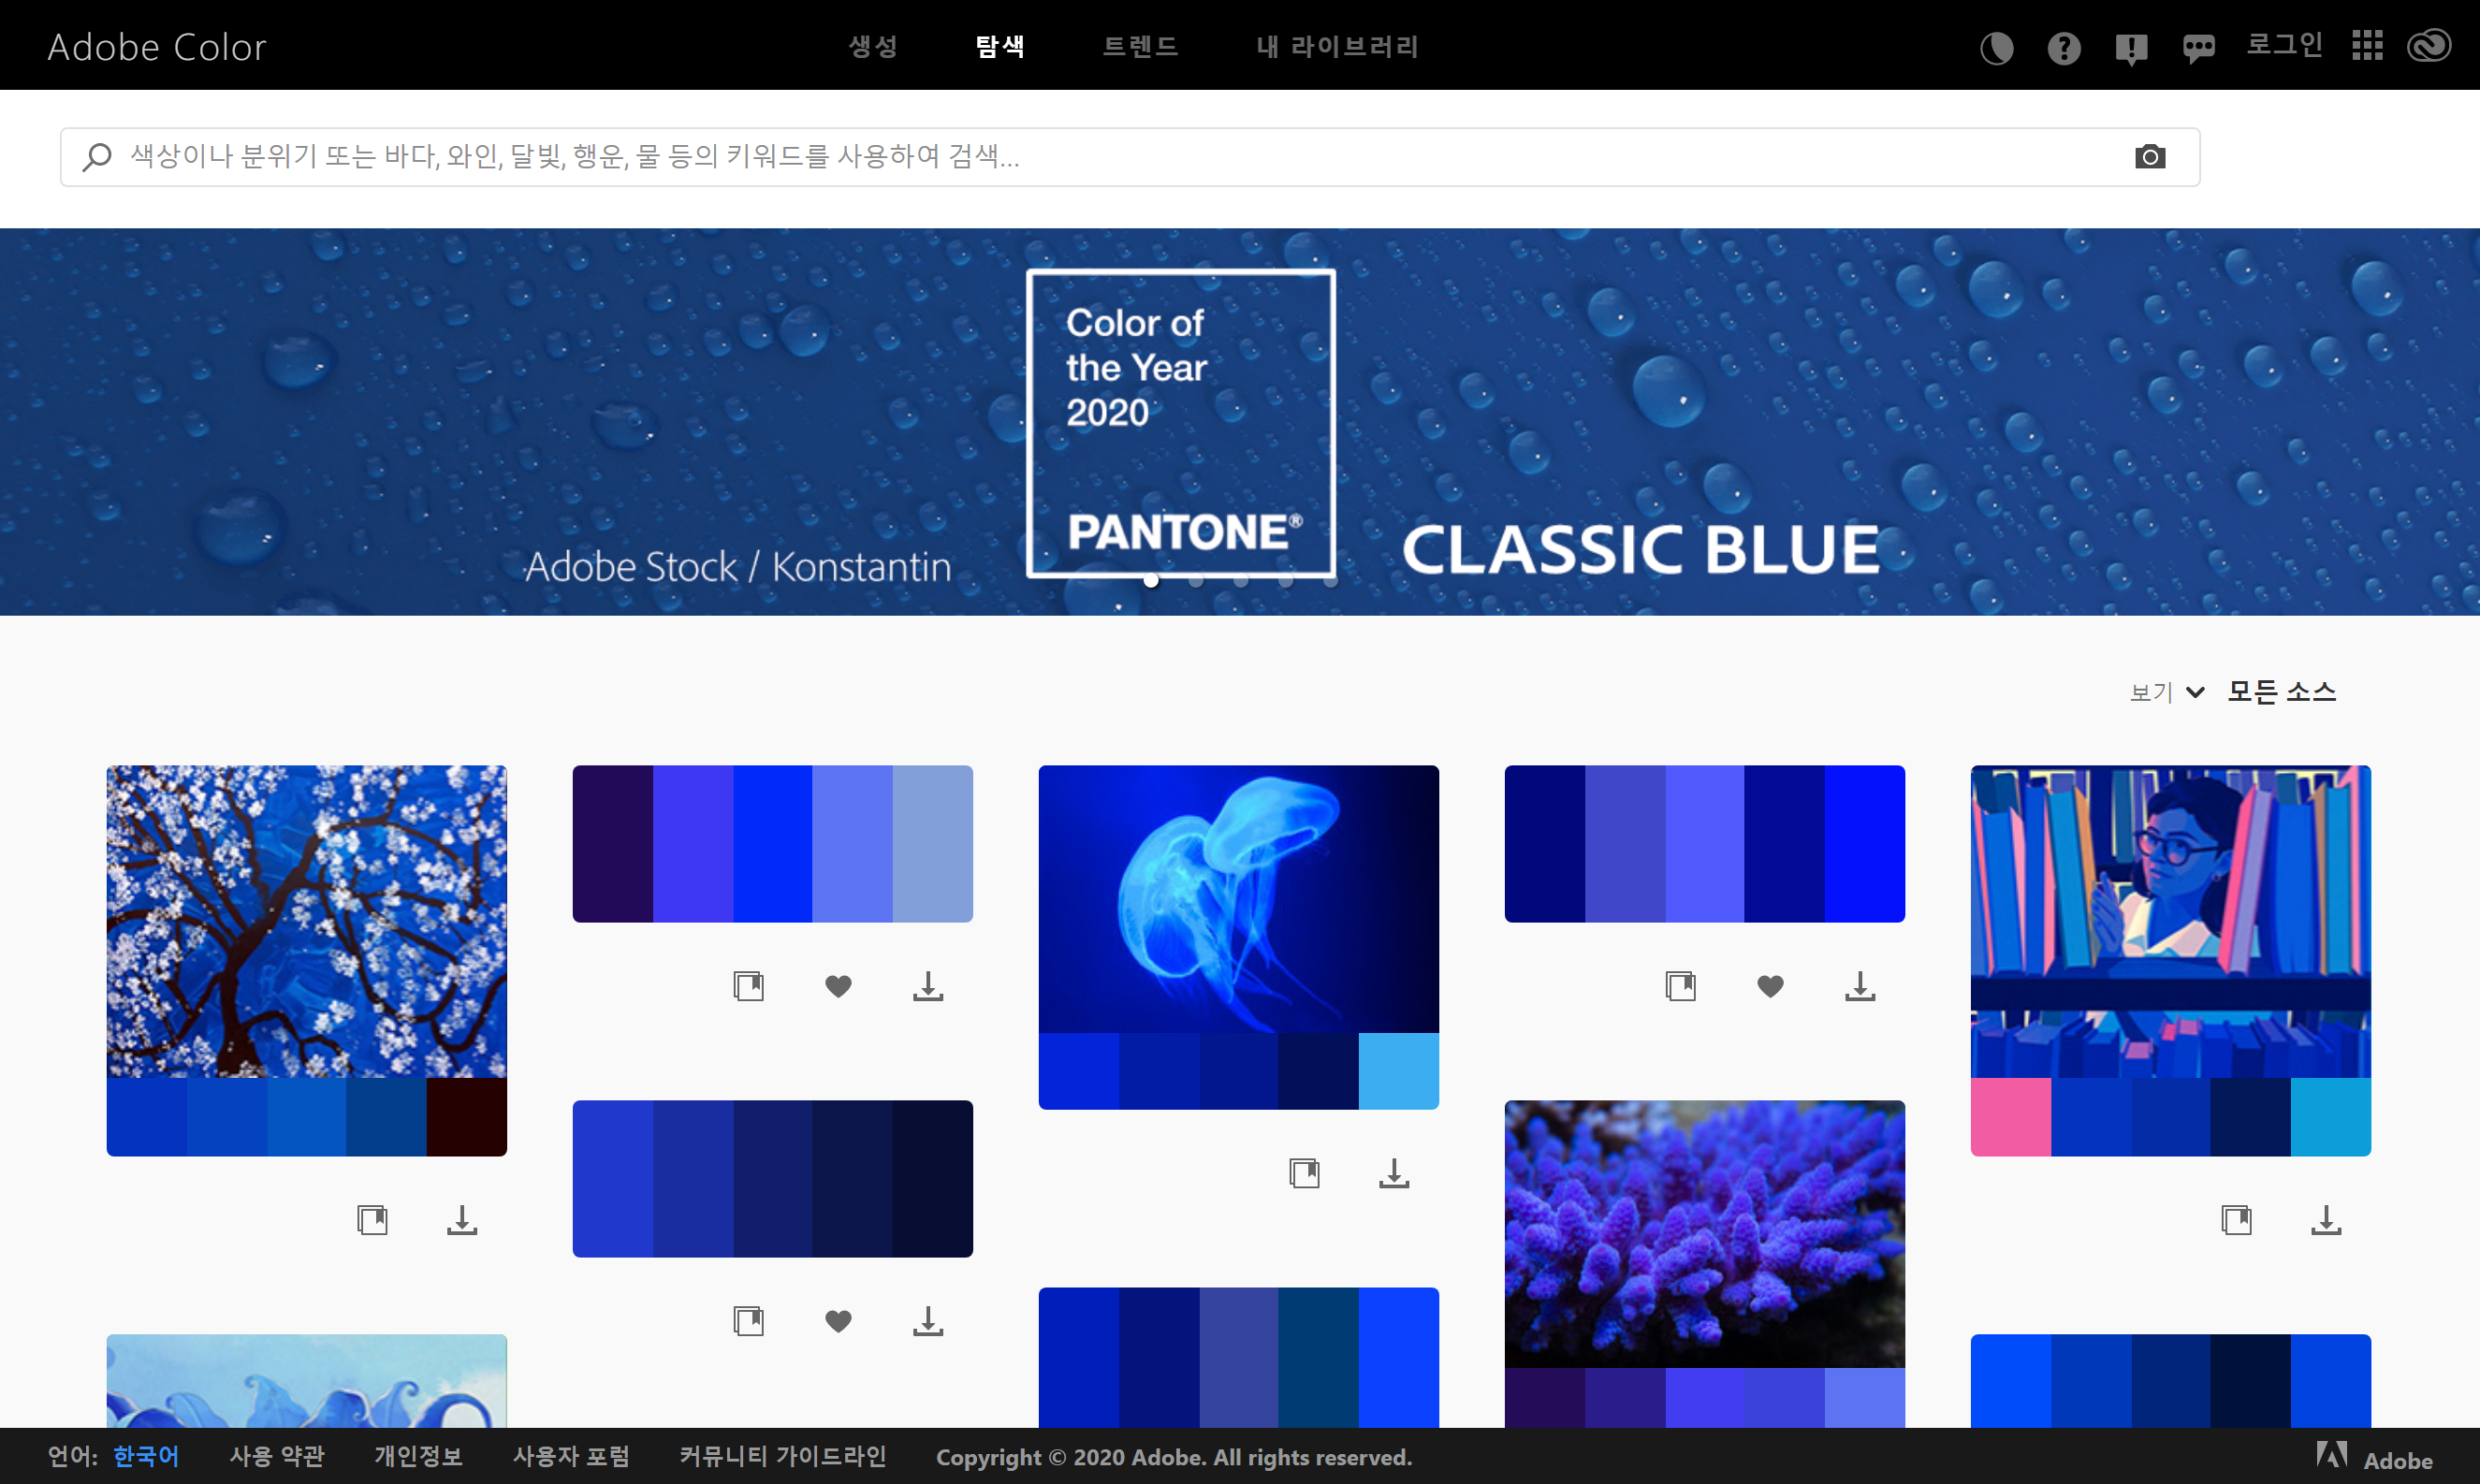 Adobe Color
생성
탐색
트렌드
내 라이브러리
로그인
색상이나 분위기 또는 바다, 와인, 달빛, 행운, 물 등의 키워드를 사용하여 검색...
Color of
the Year
2020
PANTONE®
Adobe Stock / Konstantin
CLASSIC BLUE
보기
모든 소스
언어: 한국어
사용 약관
개인정보
사용자 포럼
커뮤니티 가이드라인
Copyright © 2020 Adobe. All rights reserved.
Adobe